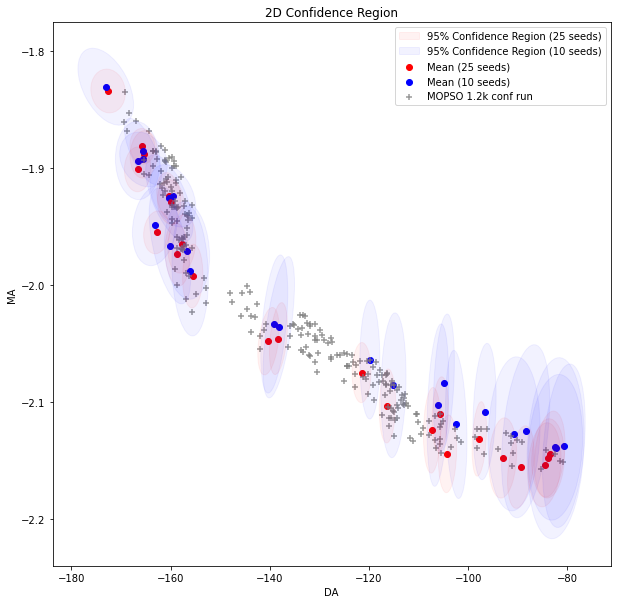 2D Confidence Region
95% Confidence Region (25 seeds)
95% Confidence Region (10 seeds)
Mean (25 seeds)
Mean (10 seeds)
MOPSO 1.2k conf run
−1.8
−1.9
−2.0
−2.1
−2.2
MA
−180
−160
−140
−120
−100
−80
DA